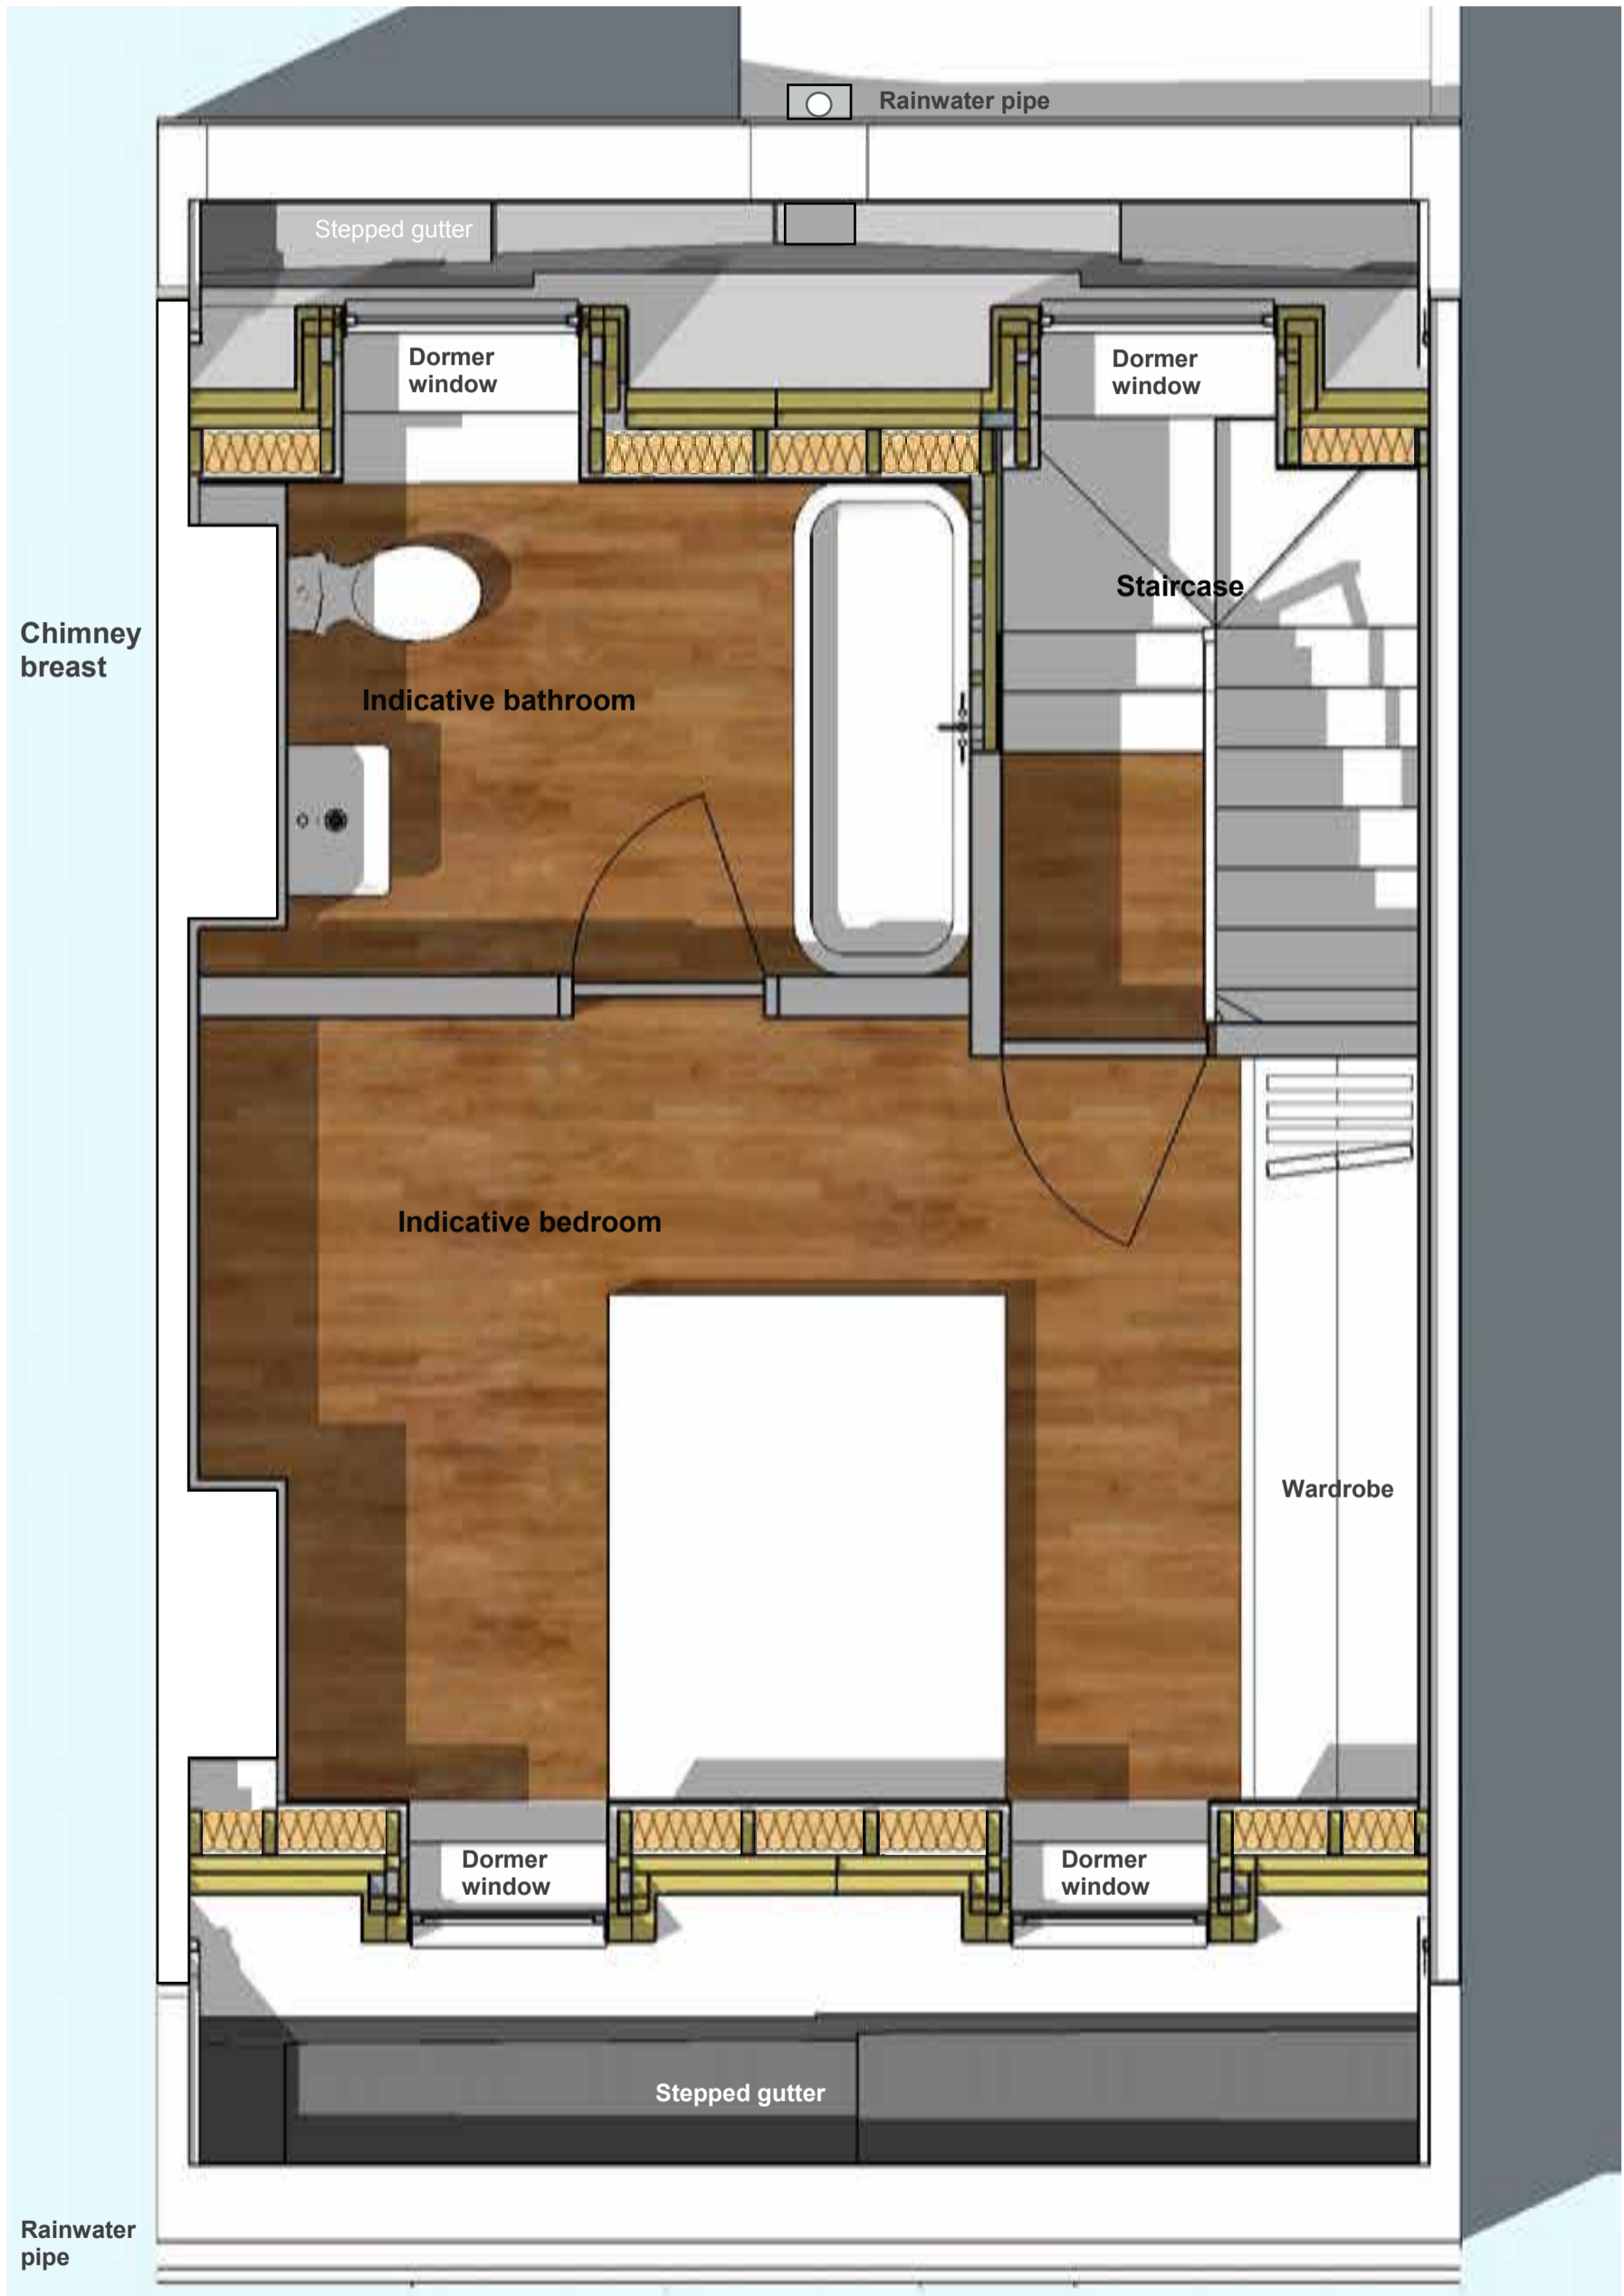 Rainwater pipe
Stepped gutter
Dormer
window
Dormer
window
Staircase
Chimney
breast
Indicative bathroom
Indicative bedroom
Wardrobe
Dormer
window
Dormer
window
Stepped gutter
Rainwater
pipe